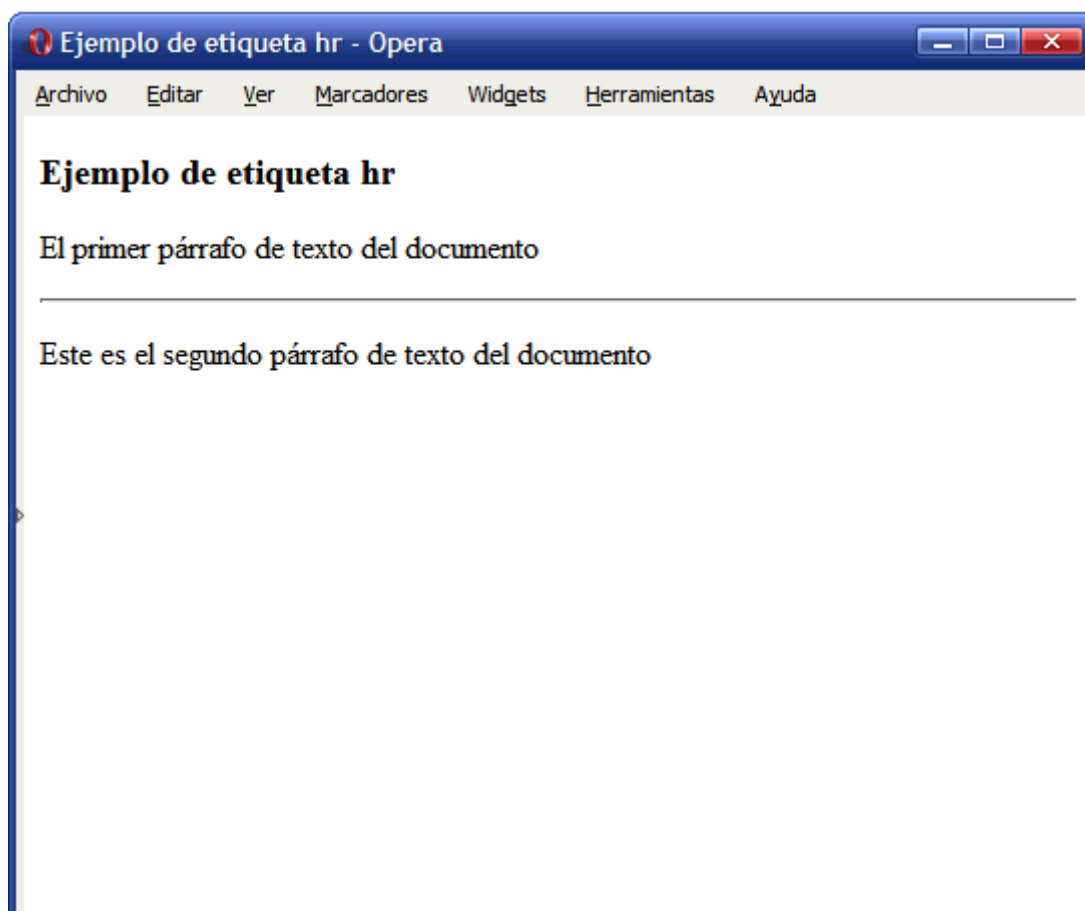 Ejemplo de etiqueta hr - Opera
Archivo Editar Ver Marcadores Widgets Herramientas Ayuda
Ejemplo de etiqueta hr
El primer párrafo de texto del documento
Este es el segundo párrafo de texto del documento